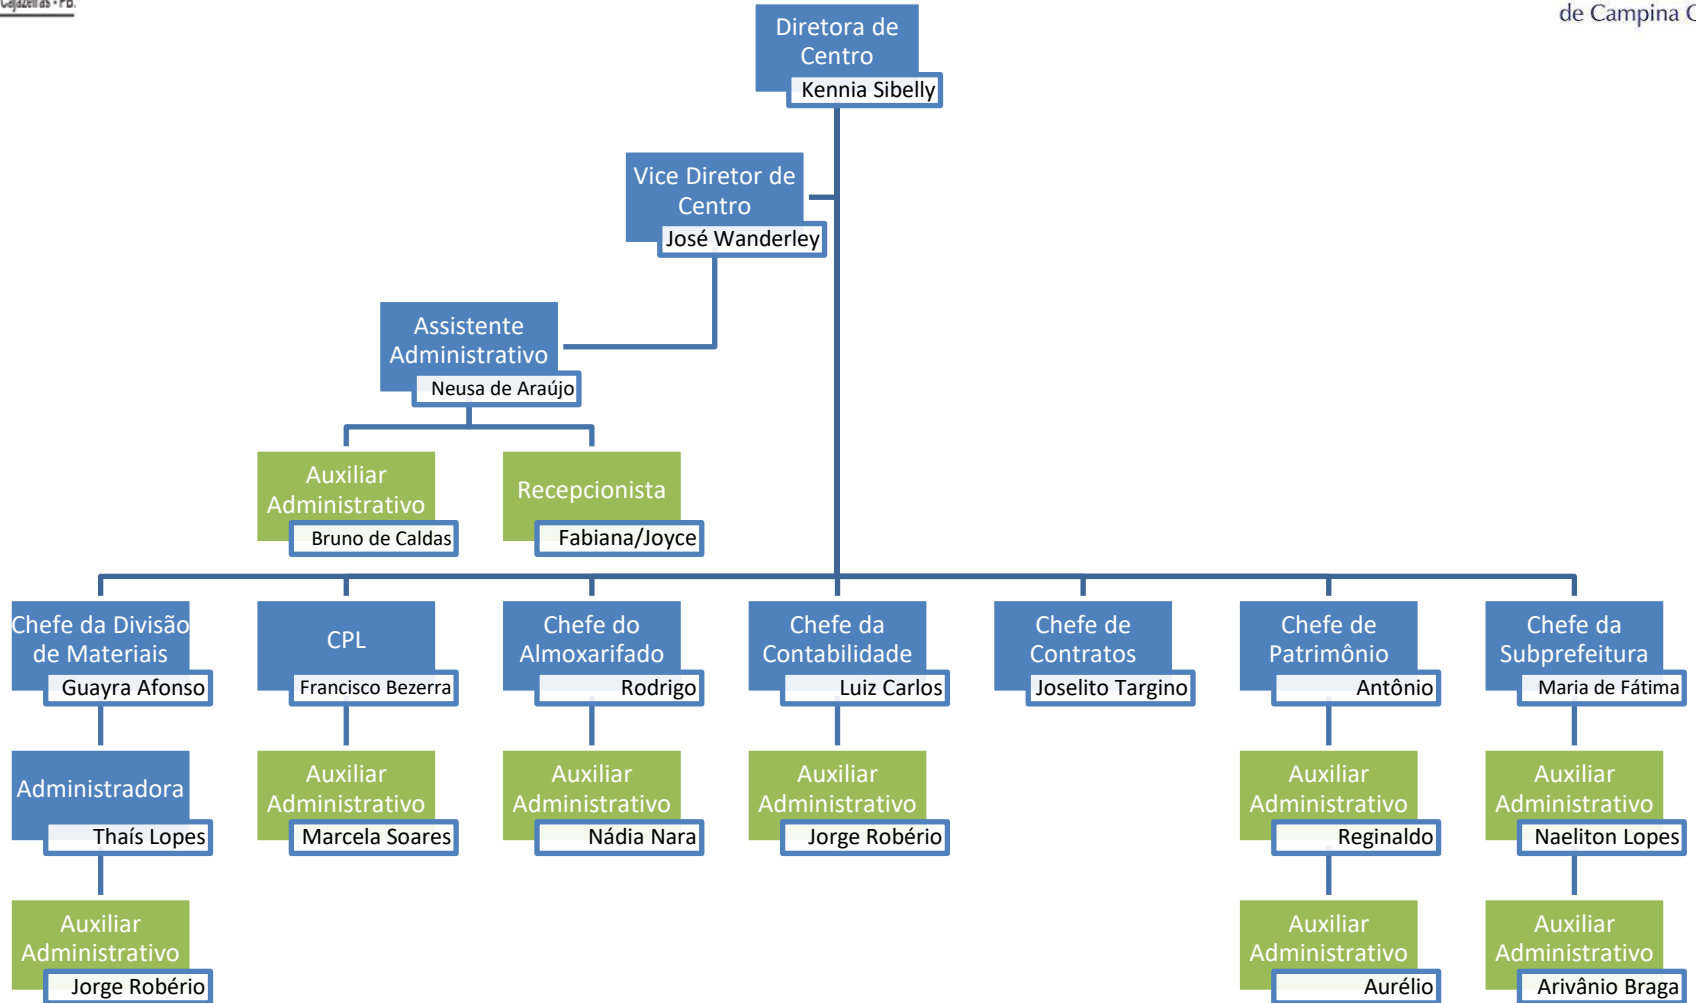 Cajazeiras - PB.
de Campina G
Diretora de
Centro
Kennia Sibelly
Vice Diretor de
Centro
José Wanderley
Assistente
Administrativo
Neusa de Araújo
Auxiliar
Administrativo
Bruno de Caldas
Recepcionista
Fabiana/Joyce
Chefe da Divisão
de Materiais
Guayra Afonso
CPL
Francisco Bezerra
Chefe do
Almoxarifado
Rodrigo
Chefe da
Contabilidade
Luiz Carlos
Chefe de
Contratos
Joselito Targino
Chefe de
Patrimônio
Antônio
Chefe da
Subprefeitura
Maria de Fátima
Administradora
Thaís Lopes
Auxiliar
Administrativo
Marcela Soares
Auxiliar
Administrativo
Nádia Nara
Auxiliar
Administrativo
Jorge Robério
Auxiliar
Administrativo
Reginaldo
Auxiliar
Administrativo
Naeliton Lopes
Auxiliar
Administrativo
Jorge Robério
Auxiliar
Administrativo
Aurélio
Auxiliar
Administrativo
Arivânio Braga